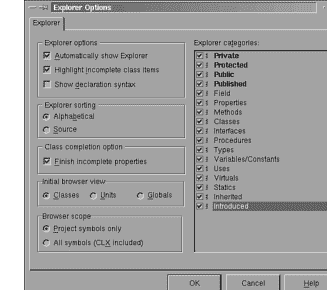 Explorer Options
Explorer
Explorer options
Automatically show Explorer
Highlight incomplete class items
Show declaration syntax
Explorer sorting
Alphabetical
Source
Class completion option
Finish incomplete properties
Initial browser view
Classes Units Globals
Browser scope
Project symbols only
All symbols (CLX included)
Explorer categories:
Private
Protected
Public
Published
Field
Properties
Methods
Classes
Interfaces
Procedures
Types
Variables/Constants
Uses
Virtuals
Statics
Inherited
Introduced
OK Cancel Help